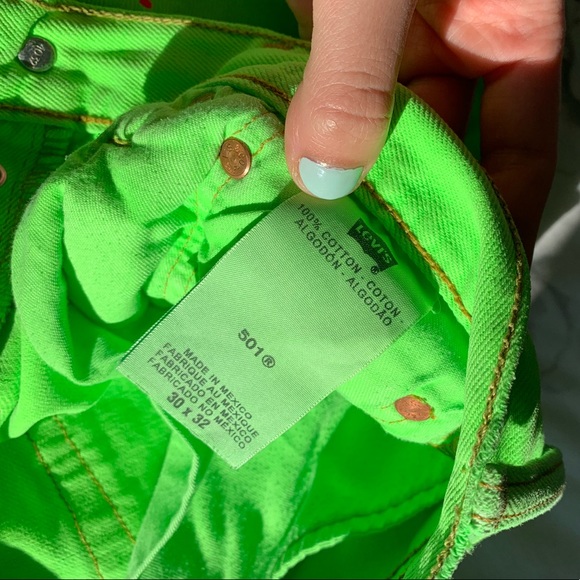 LEVI'S ®
100% COTTON - COTON -
ALGODÓN - ALGODÃO
501®
MADE IN MEXICO
FABRIQUE AU MEXIQUE
FABRICADO EN MEXICO
FABRICADO NO MÉXICO
30 X 32